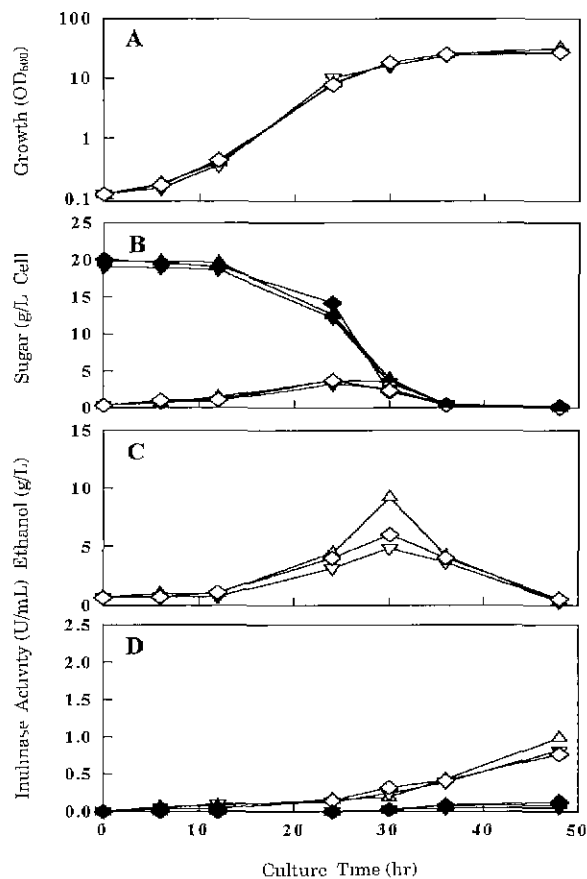 A
100
10
1
0.1
Growth (OD600)
B
25
20
15
10
5
0
Sugar (g/L Cell
C
15
10
5
0
Ethanol (g/L)
D
2.5
2.0
1.5
1.0
0.5
0.0
Inulinase Activity (U/mL)
0 10 20 30 40 50
Culture Time (hr)